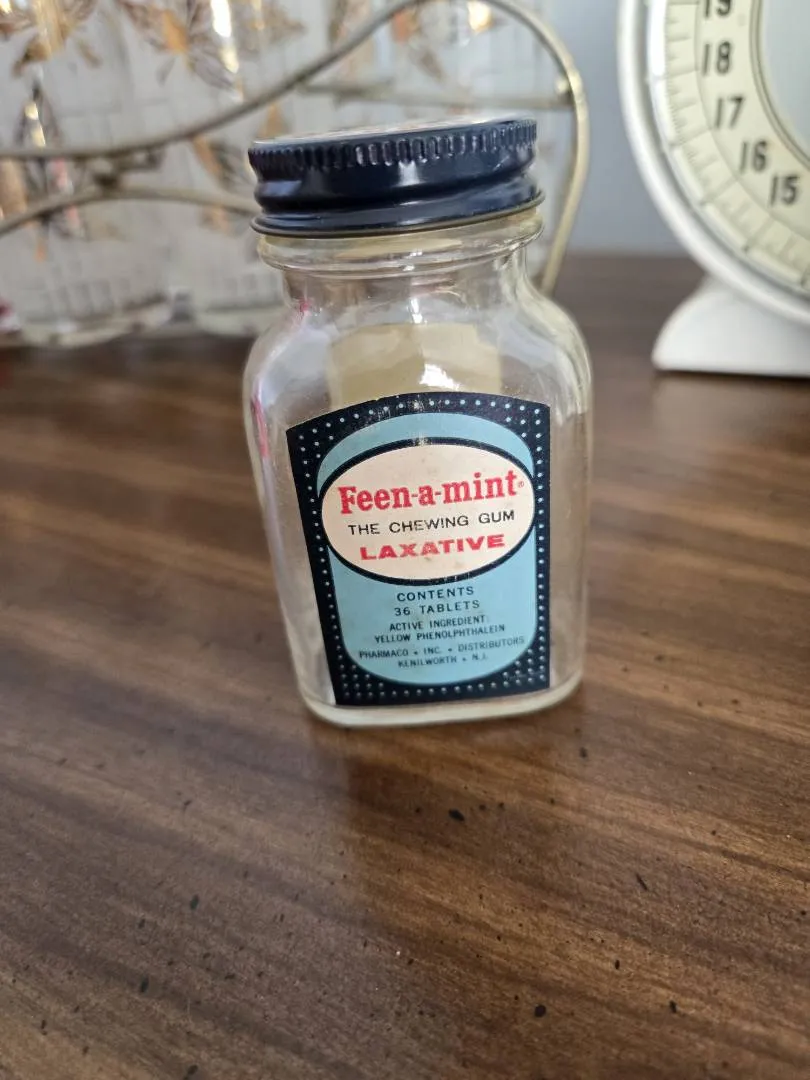 19
18
17
16
15
Feen-a-mint®
THE CHEWING GUM
LAXATIVE
CONTENTS
36 TABLETS
ACTIVE INGREDIENT:
YELLOW PHENOLPHTHALEIN
PHARMACO • INC. • DISTRIBUTORS
KENILWORTH • N.J.